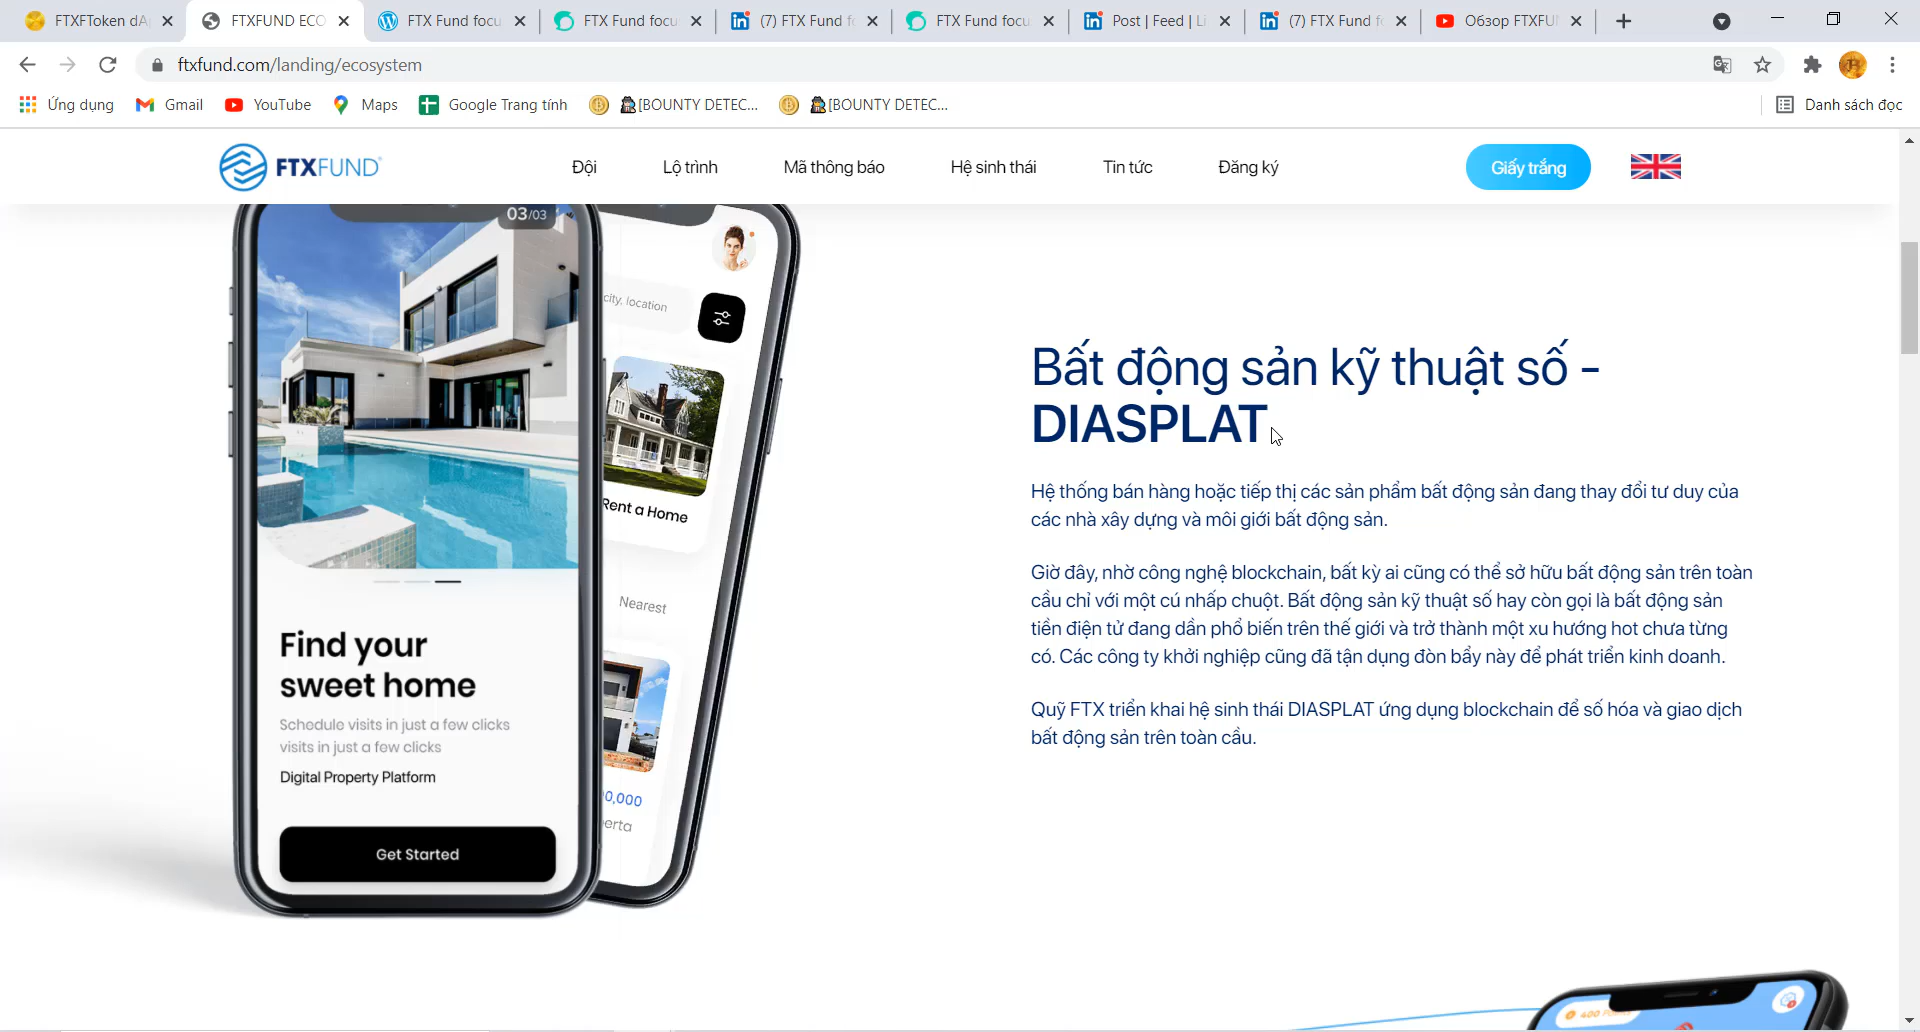 FTXFToken dA
FTXFUND ECO
FTX Fund focu
FTX Fund focu
(7) FTX Fund f
FTX Fund focu
Post | Feed | Li
(7) FTX Fund f
Обзор FTXFU
ftxfund.com/landing/ecosystem
Ứng dụng
Gmail
YouTube
Maps
Google Trang tính
[BOUNTY DETEC...
[BOUNTY DETEC...
Danh sách đọc
FTXFUND
Đội
Lộ trình
Mã thông báo
Hệ sinh thái
Tin tức
Đăng ký
Giấy trắng
03/03
city, location
Rent a Home
Nearest
0,000
erta
Find your
sweet home
Schedule visits in just a few clicks
visits in just a few clicks
Digital Property Platform
Get Started
Bất động sản kỹ thuật số -
DIASPLAT
Hệ thống bán hàng hoặc tiếp thị các sản phẩm bất động sản đang thay đổi tư duy của
các nhà xây dựng và môi giới bất động sản.
Giờ đây, nhờ công nghệ blockchain, bất kỳ ai cũng có thể sở hữu bất động sản trên toàn
cầu chỉ với một cú nhấp chuột. Bất động sản kỹ thuật số hay còn gọi là bất động sản
tiền điện tử đang dần phổ biến trên thế giới và trở thành một xu hướng hot chưa từng
có. Các công ty khởi nghiệp cũng đã tận dụng đòn bẩy này để phát triển kinh doanh.
Quỹ FTX triển khai hệ sinh thái DIASPLAT ứng dụng blockchain để số hóa và giao dịch
bất động sản trên toàn cầu.